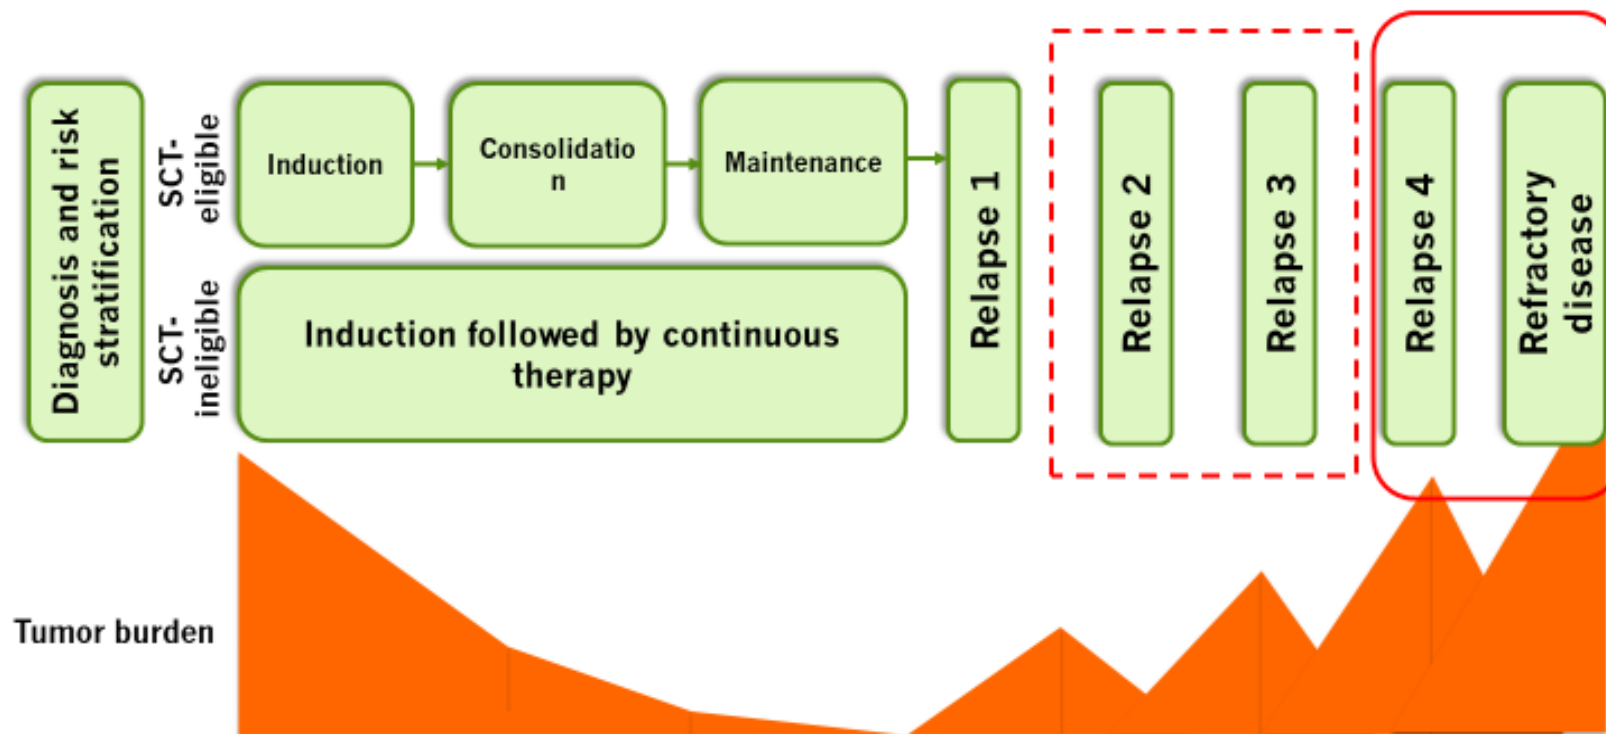 Diagnosis and risk
stratification
SCT-
eligible
Induction
Consolidatio
n
Maintenance
SCT-
ineligible
Induction followed by continuous
therapy
Relapse 1
Relapse 2
Relapse 3
Relapse 4
Refractory
disease
Tumor burden